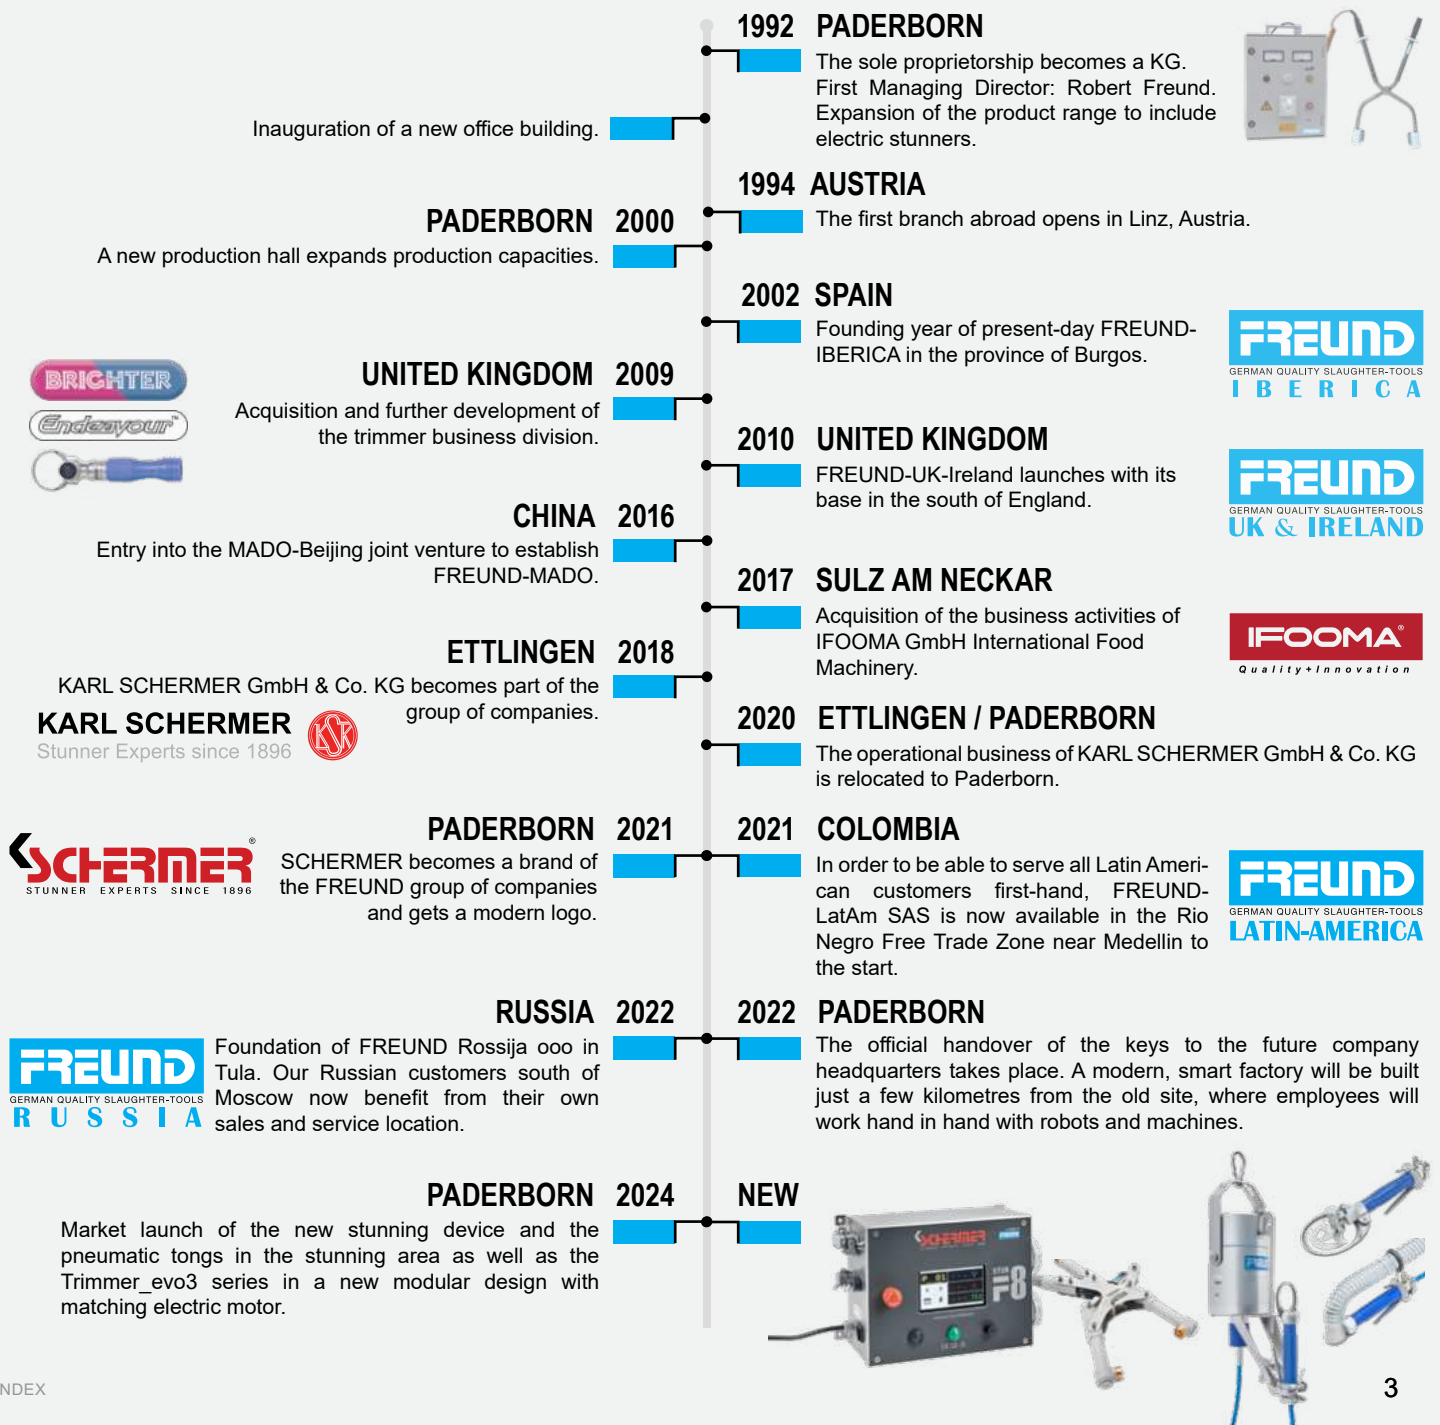 1992 PADERBORN
The sole proprietorship becomes a KG.
First Managing Director: Robert Freund.
Expansion of the product range to include
electric stunners.
Inauguration of a new office building.
1994 AUSTRIA
The first branch abroad opens in Linz, Austria.
PADERBORN 2000
A new production hall expands production capacities.
2002 SPAIN
Founding year of present-day FREUND-
IBERICA in the province of Burgos.
FREUND
GERMAN QUALITY SLAUGHTER-TOOLS
IBERICA
BRIGHTER
Endeavour™
UNITED KINGDOM 2009
Acquisition and further development of
the trimmer business division.
2010 UNITED KINGDOM
FREUND-UK-Ireland launches with its
base in the south of England.
FREUND
GERMAN QUALITY SLAUGHTER-TOOLS
UK & IRELAND
CHINA 2016
Entry into the MADO-Beijing joint venture to establish
FREUND-MADO.
2017 SULZ AM NECKAR
Acquisition of the business activities of
IFOOMA GmbH International Food
Machinery.
IFOOMA®
Quality+Innovation
ETTLINGEN 2018
KARL SCHERMER GmbH & Co. KG becomes part of the
group of companies.
KARL SCHERMER
Stunner Experts since 1896
KSK
2020 ETTLINGEN / PADERBORN
The operational business of KARL SCHERMER GmbH & Co. KG
is relocated to Paderborn.
PADERBORN 2021
SCHERMER becomes a brand of
the FREUND group of companies
and gets a modern logo.
SCHERMER®
STUNNER EXPERTS SINCE 1896
2021 COLOMBIA
In order to be able to serve all Latin Ameri-
can customers first-hand, FREUND-
LatAm SAS is now available in the Rio
Negro Free Trade Zone near Medellin to
the start.
FREUND
GERMAN QUALITY SLAUGHTER-TOOLS
LATIN-AMERICA
RUSSIA 2022
Foundation of FREUND Rossija ooo in
Tula. Our Russian customers south of
Moscow now benefit from their own
sales and service location.
FREUND
GERMAN QUALITY SLAUGHTER-TOOLS
RUSSIA
2022 PADERBORN
The official handover of the keys to the future company
headquarters takes place. A modern, smart factory will be built
just a few kilometres from the old site, where employees will
work hand in hand with robots and machines.
PADERBORN 2024
Market launch of the new stunning device and the
pneumatic tongs in the stunning area as well as the
Trimmer_evo3 series in a new modular design with
matching electric motor.
NEW
SCHERMER
STUN
F8
NDEX
3